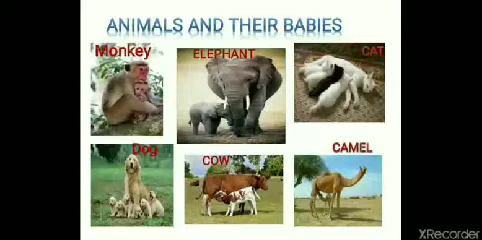 ANIMALS AND THEIR BABIES
Monkey
ELEPHANT
CAT
Dog
COW
CAMEL
XRecorder